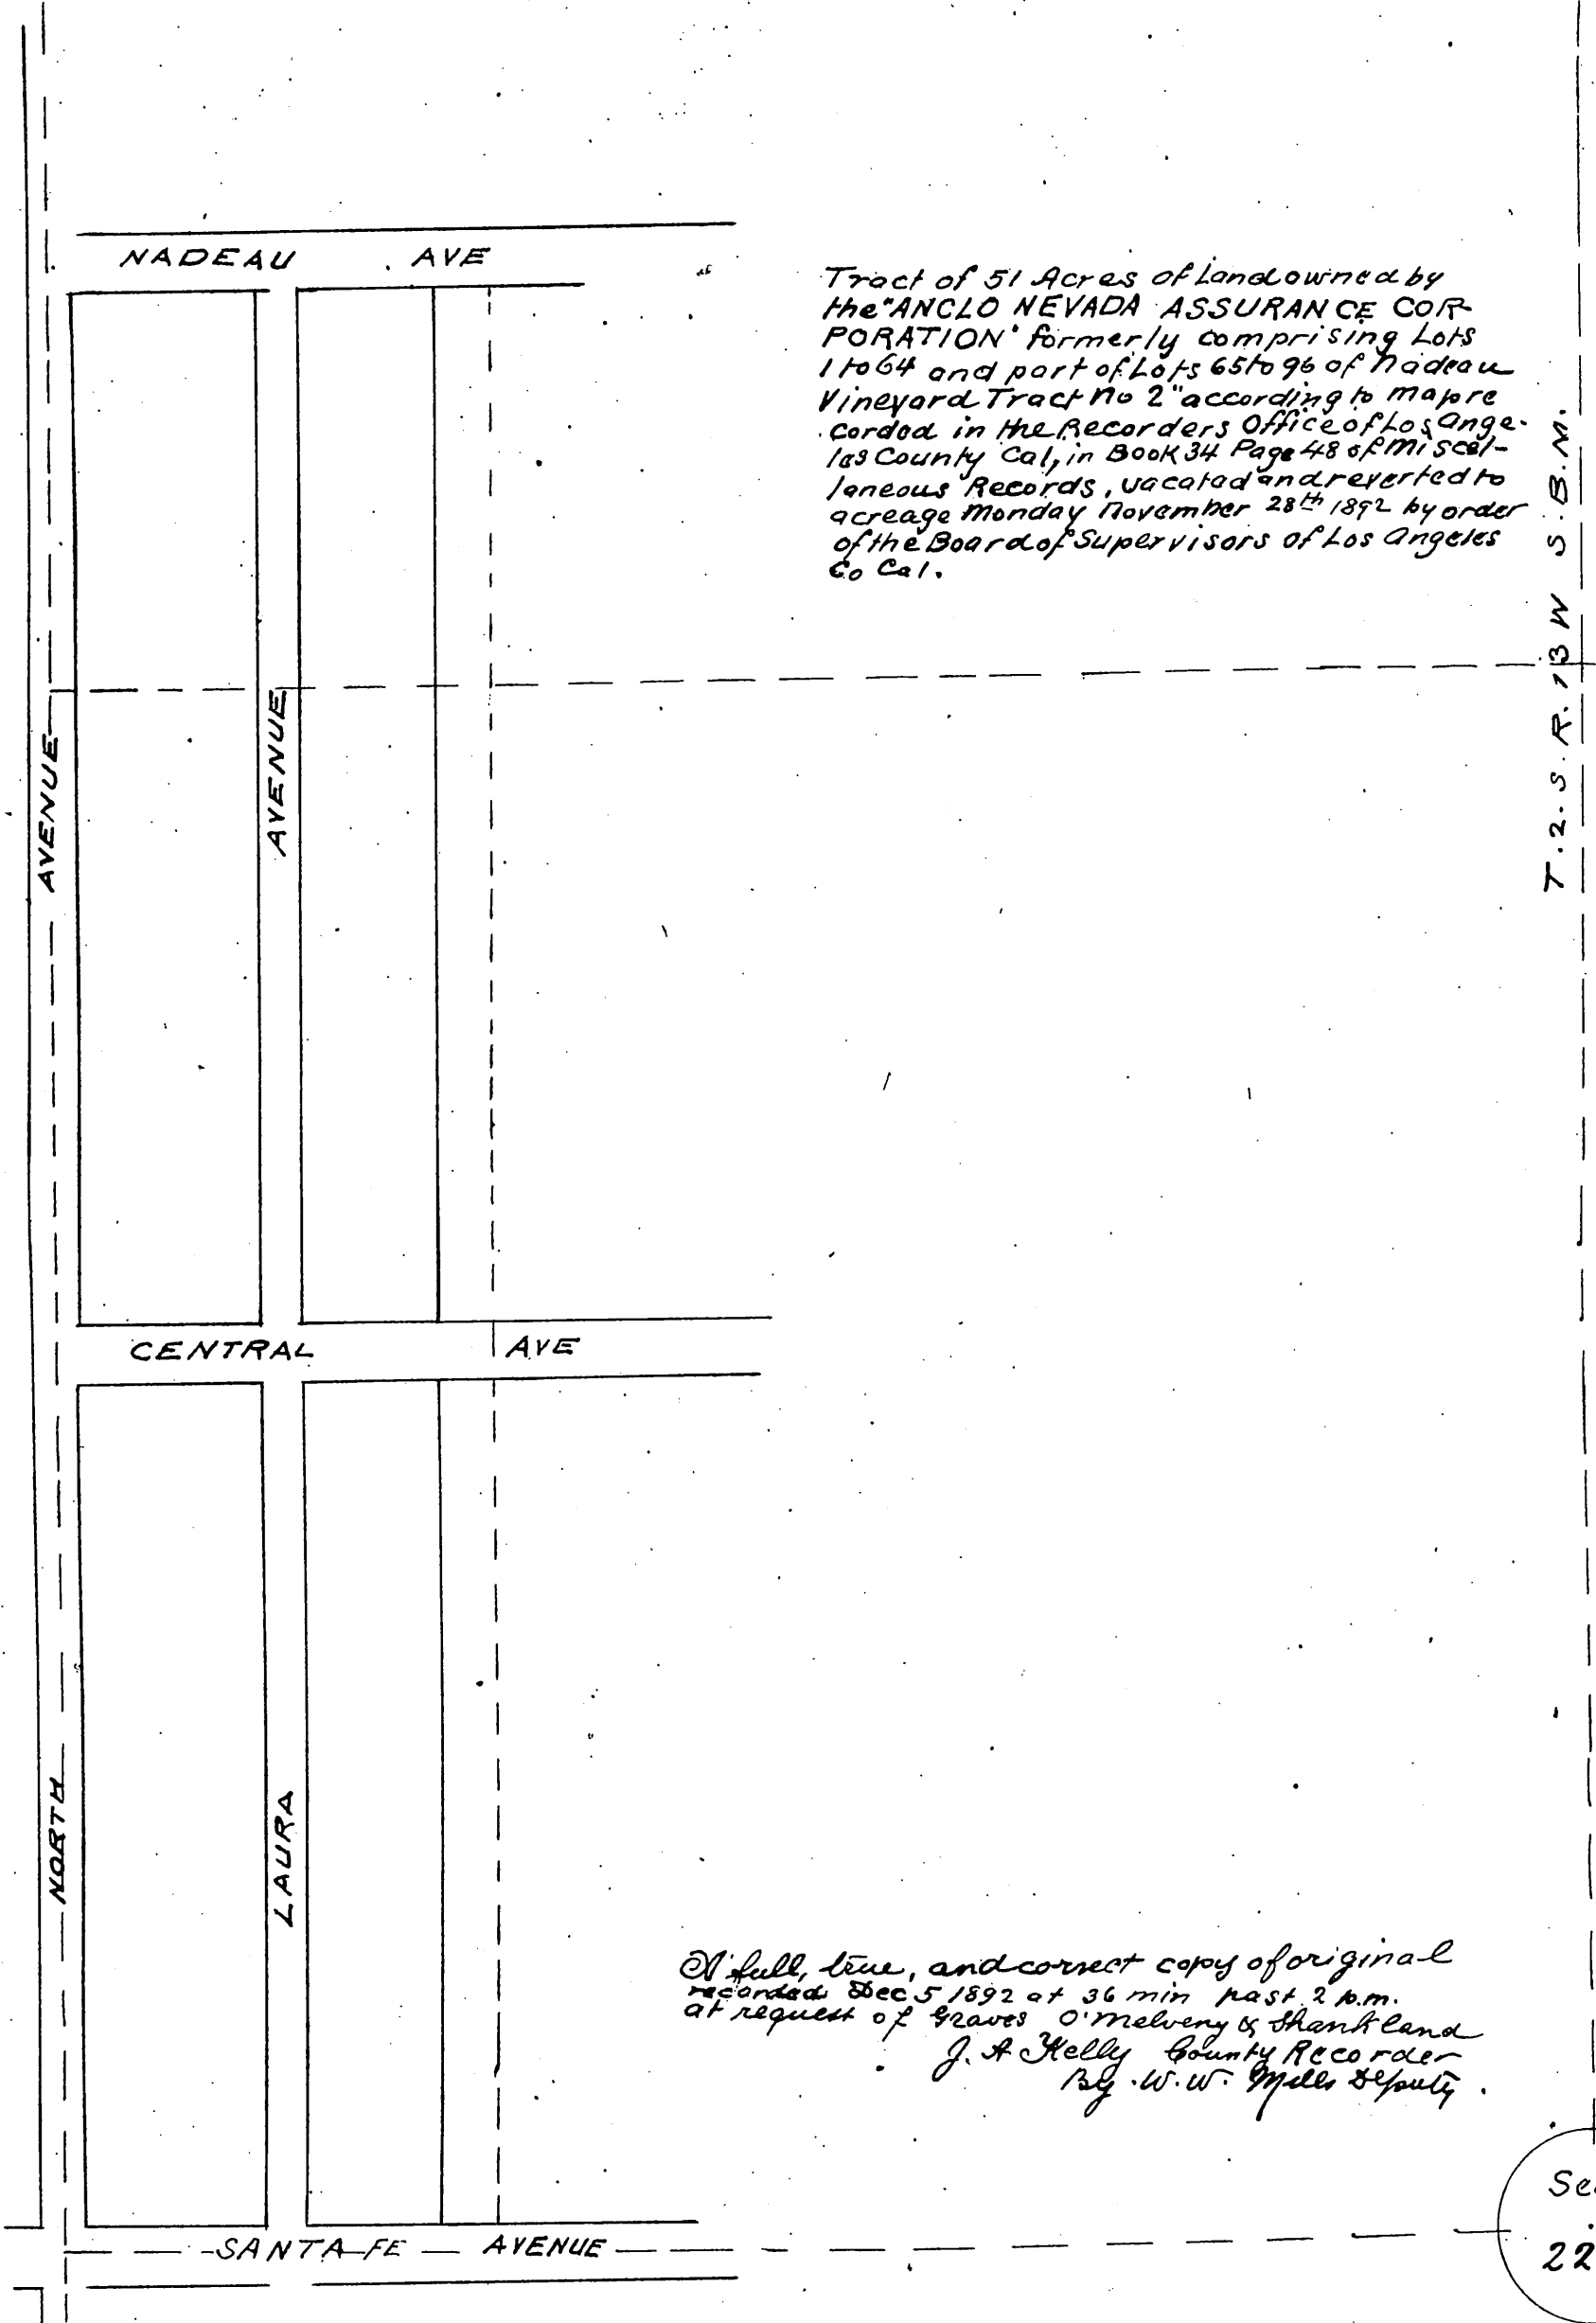 NADEAU AVE
Tract of 51 Acres of Land owned by
the "ANCLO NEVADA ASSURANCE COR-
PORATION" formerly comprising Lots
1 to 64 and part of Lots 65 to 96 of Nadeau
Vineyard Tract No 2" according to map re
corded in the Recorders Office of Los Ange-
les County Cal, in Book 34 Page 48 of Miscel-
laneous Records, vacated and reverted to
acreage Monday November 28th 1892 by order
of the Board of Supervisors of Los Angeles
Co Cal.
T. 2. S. R. 13 W S. B. M.
NORTH AVENUE
LAURA AVENUE
CENTRAL AVE
A full, true, and correct copy of original
recorded Dec 5 1892 at 36 min past 2 p.m.
at request of Graves O'Melveny & Shankland
J. A Kelly County Recorder
By W. W. Mills Deputy.
SANTA FE AVENUE
Sec.
22